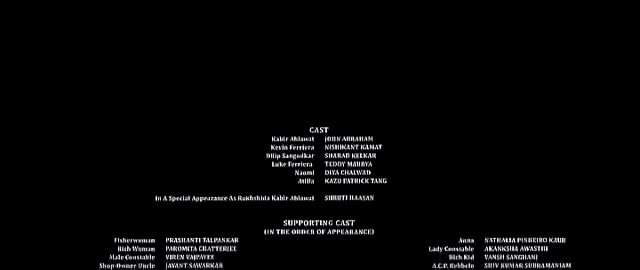 CAST
Kabir Ahlawat JOHN ABRAHAM
Kevin Ferriera NISHIKANT KAMAT
Dilip Sangodkar SHARAD KELKAR
Luke Ferriera TEDDY MAURYA
Naomi DIYA CHALWAD
Atilla KAZU PATRICK TANG
In A Special Appearance As Rukhshida Kabir Ahlawat SHRUTI HAASAN
SUPPORTING CAST
(IN THE ORDER OF APPEARANCE)
Fisherwoman PRASHANTI TALPANKAR Anna NATHALIA PINHEIRO KAUR
Rich Woman PAROMITA CHATTERJEE Lady Constable AKANKSHA AWASTHI
Male Constable VIREN VAJPAYEE Rich Kid VANSH SANGHANI
Shop-Owner Uncle JAYANT SAWARKAR A.C.P. Rebbelo SHIV KUMAR SUBRAMANIAM